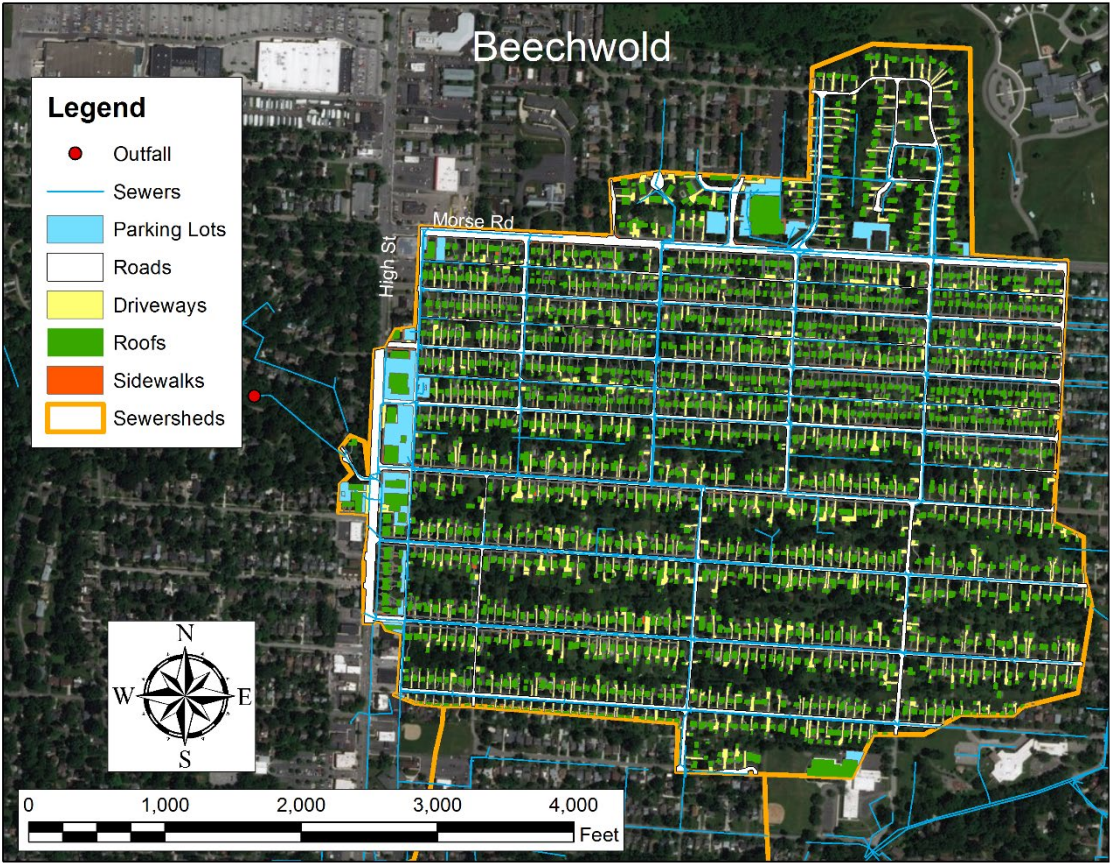 Beechwold
Legend
Outfall
Sewers
Parking Lots
Roads
Driveways
Roofs
Sidewalks
Sewersheds
Morse Rd
High St.
N
W E
S
0 1,000 2,000 3,000 4,000
Feet